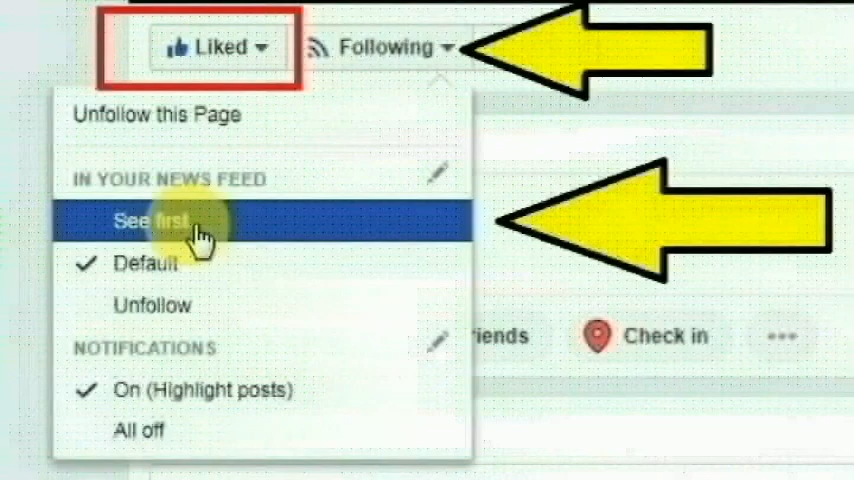 Liked Following
Unfollow this Page
IN YOUR NEWS FEED
See first
Default
Unfollow
NOTIFICATIONS
riends Check in
On (Highlight posts)
All off